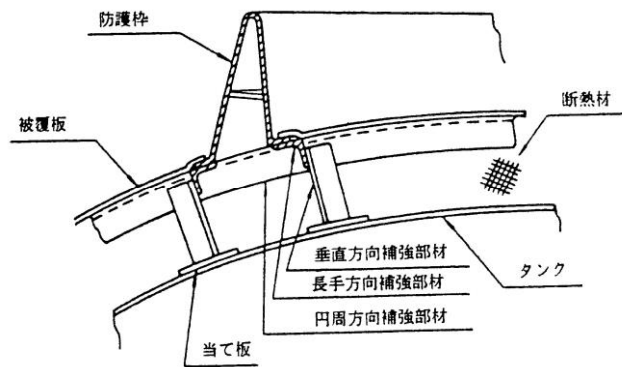 防護枠
断熱材
被覆板
垂直方向補強部材
長手方向補強部材
円周方向補強部材
タンク
当て板